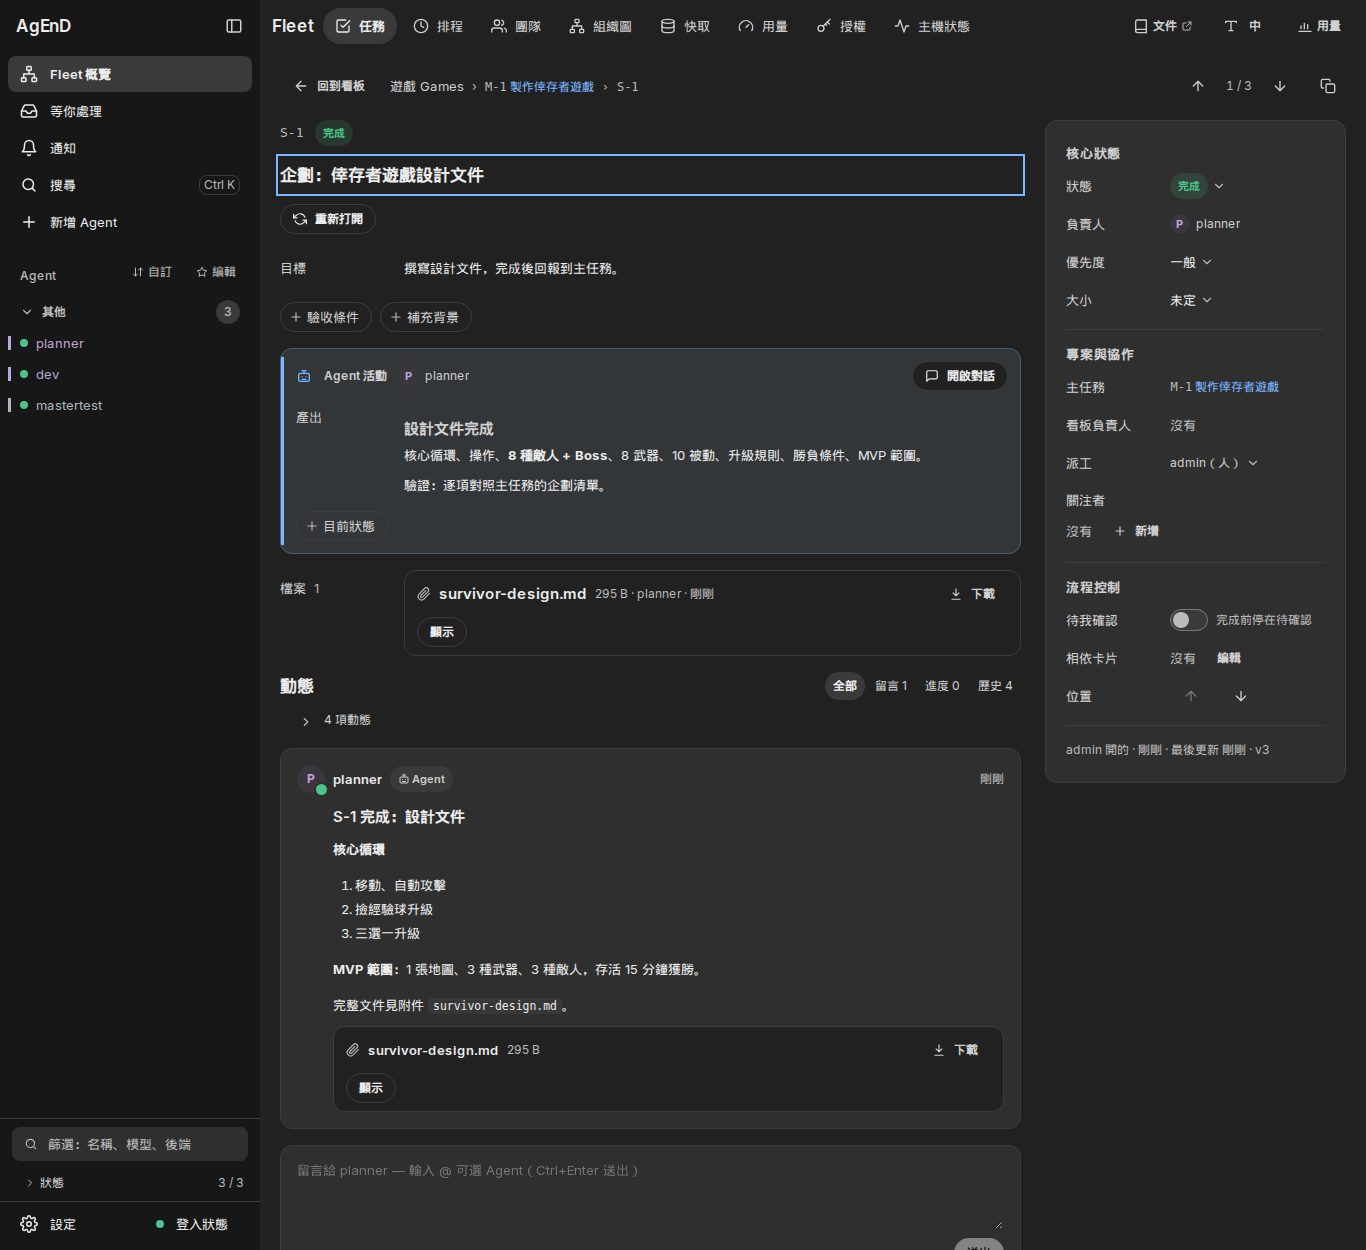 AgEnD
Fleet 概覽
等你處理
通知
搜尋 Ctrl K
新增 Agent
Agent 自訂 編輯
其他 3
planner
dev
mastertest
篩選：名稱、模型、後端
狀態 3 / 3
設定 登入狀態
Fleet 任務 排程 團隊 組織圖 快取 用量 授權 主機狀態 文件 中 用量
回到看板 遊戲 Games › M-1 製作倖存者遊戲 › S-1 1 / 3
S-1 完成
企劃：倖存者遊戲設計文件
重新打開
目標 撰寫設計文件，完成後回報到主任務。
驗收條件 補充背景
Agent 活動 P planner 開啟對話
產出
設計文件完成
核心循環、操作、8 種敵人 + Boss、8 武器、10 被動、升級規則、勝負條件、MVP 範圍。
驗證：逐項對照主任務的企劃清單。
目前狀態
檔案 1 survivor-design.md 295 B · planner · 剛剛 下載
顯示
動態 全部 留言 1 進度 0 歷史 4
4 項動態
P planner Agent 剛剛
S-1 完成：設計文件
核心循環
1. 移動、自動攻擊
2. 撿經驗球升級
3. 三選一升級
MVP 範圍：1 張地圖、3 種武器、3 種敵人，存活 15 分鐘獲勝。
完整文件見附件 survivor-design.md。
survivor-design.md 295 B 下載
顯示
留言給 planner — 輸入 @ 可選 Agent（Ctrl+Enter 送出）
核心狀態
狀態 完成
負責人 P planner
優先度 一般
大小 未定
專案與協作
主任務 M-1 製作倖存者遊戲
看板負責人 沒有
派工 admin（人）
關注者
沒有 新增
流程控制
待我確認 完成前停在待確認
相依卡片 沒有 編輯
位置
admin 開的 · 剛剛 · 最後更新 剛剛 · v3